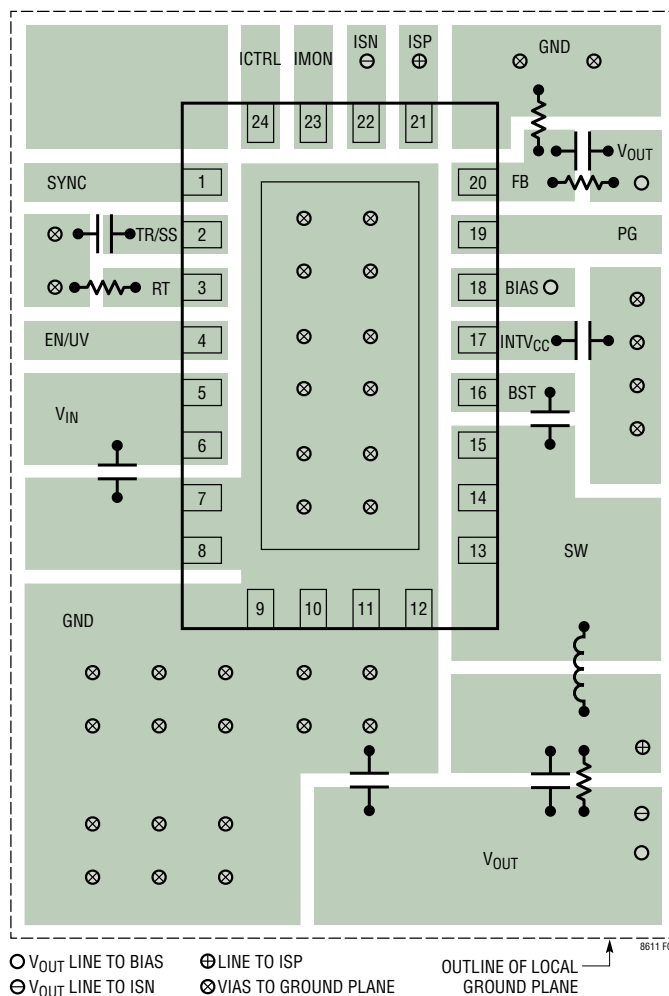 ICTRL IMON ISN ISP GND
24 23 22 21
VOUT
SYNC 1 20 FB
TR/SS 2 19 PG
RT 3 18 BIAS
EN/UV 4 17 INTVCC
5 16 BST
VIN
6 15
7 14
8 13 SW
9 10 11 12
GND
VOUT
VOUT LINE TO BIAS LINE TO ISP OUTLINE OF LOCAL
VOUT LINE TO ISN VIAS TO GROUND PLANE GROUND PLANE
8611